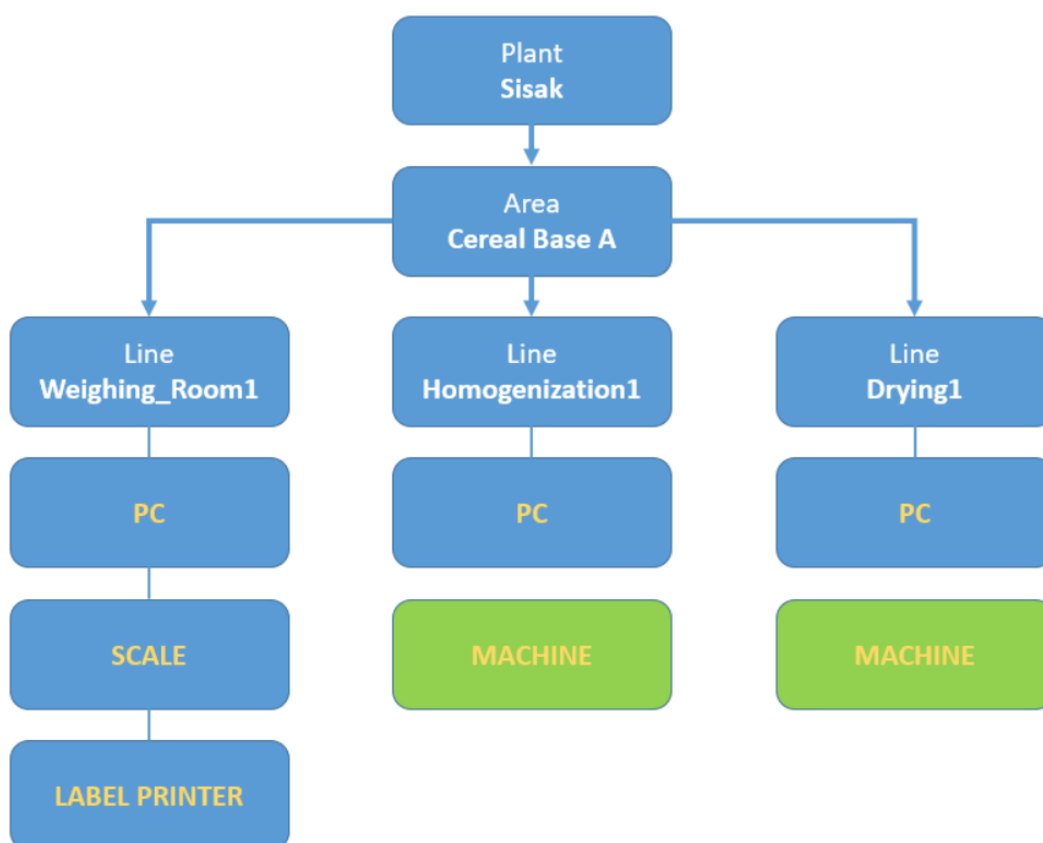 Plant
Sisak
Area
Cereal Base A
Line
Weighing_Room1
Line
Homogenization1
Line
Drying1
PC
PC
PC
SCALE
MACHINE
MACHINE
LABEL PRINTER